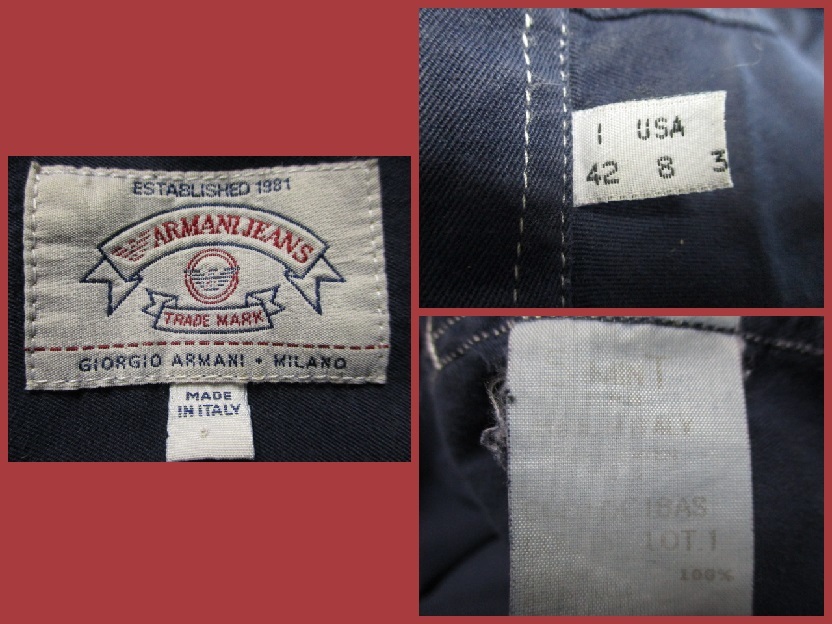 ESTABLISHED 1981
ARMANI JEANS
TRADE MARK
GIORGIO ARMANI • MILANO
MADE
IN ITALY
I USA
42 8 3
LOT.1
100%